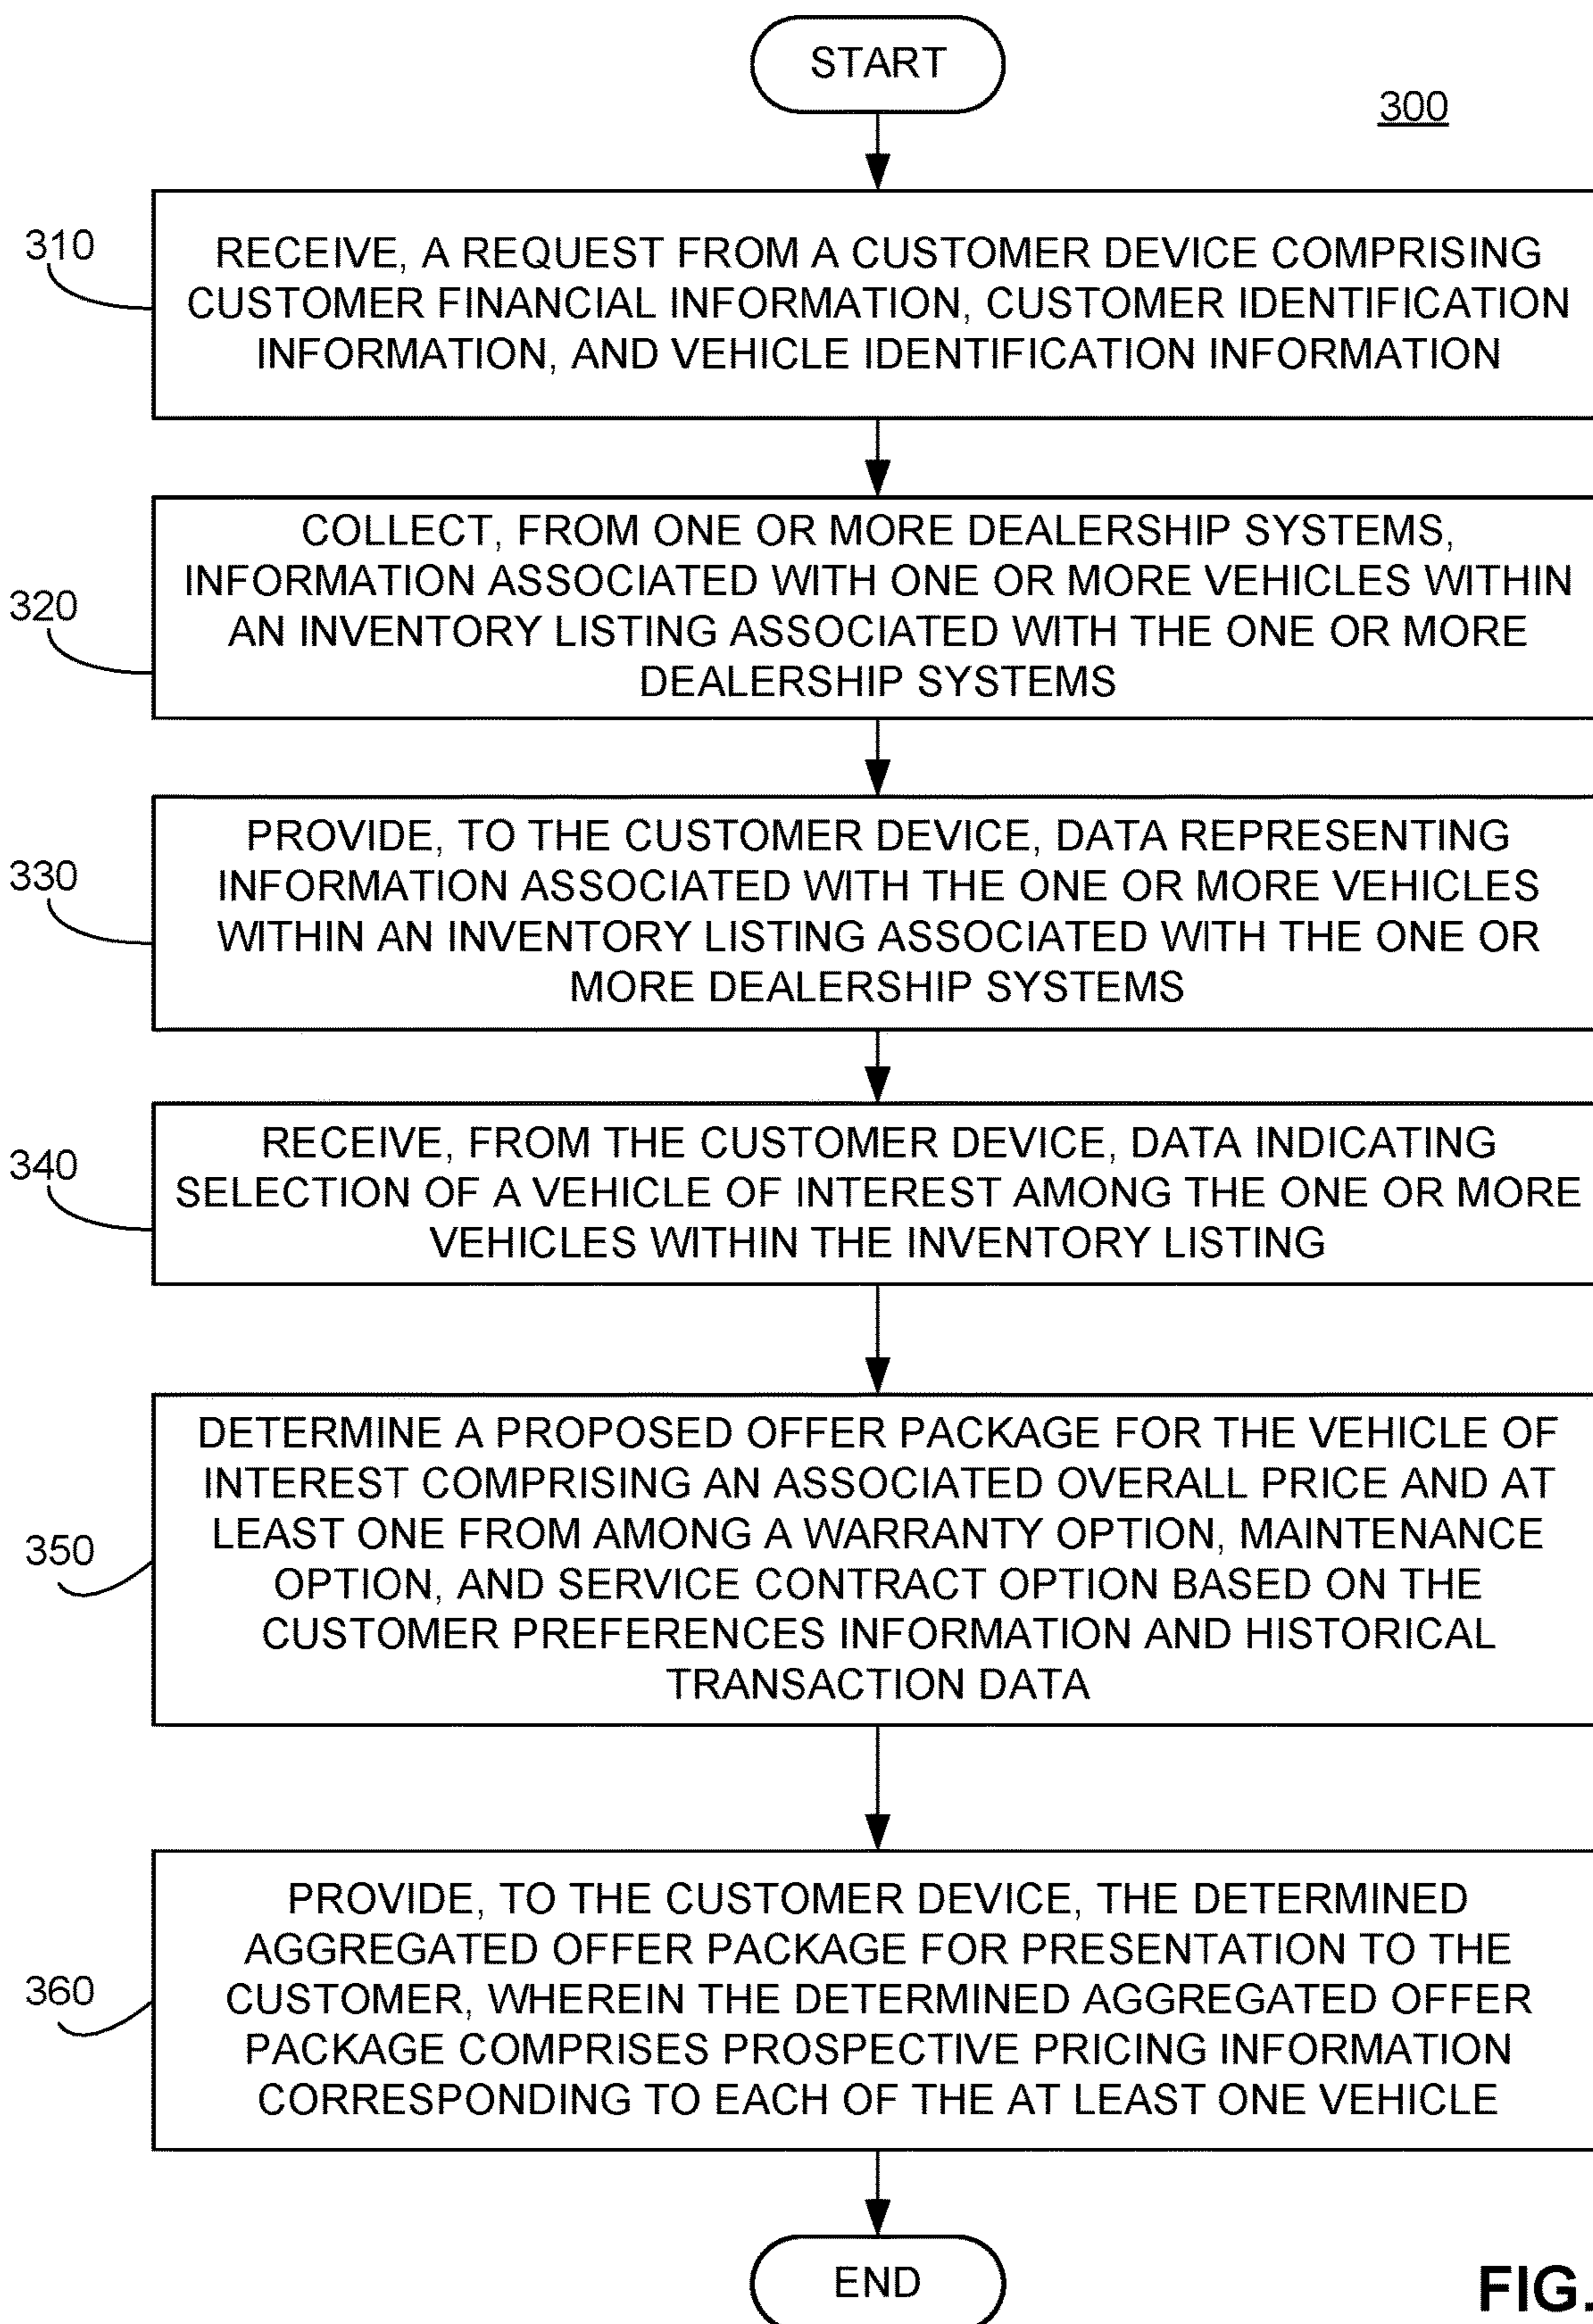 START
300
310
RECEIVE, A REQUEST FROM A CUSTOMER DEVICE COMPRISING
CUSTOMER FINANCIAL INFORMATION, CUSTOMER IDENTIFICATION
INFORMATION, AND VEHICLE IDENTIFICATION INFORMATION
320
COLLECT, FROM ONE OR MORE DEALERSHIP SYSTEMS,
INFORMATION ASSOCIATED WITH ONE OR MORE VEHICLES WITHIN
AN INVENTORY LISTING ASSOCIATED WITH THE ONE OR MORE
DEALERSHIP SYSTEMS
330
PROVIDE, TO THE CUSTOMER DEVICE, DATA REPRESENTING
INFORMATION ASSOCIATED WITH THE ONE OR MORE VEHICLES
WITHIN AN INVENTORY LISTING ASSOCIATED WITH THE ONE OR
MORE DEALERSHIP SYSTEMS
340
RECEIVE, FROM THE CUSTOMER DEVICE, DATA INDICATING
SELECTION OF A VEHICLE OF INTEREST AMONG THE ONE OR MORE
VEHICLES WITHIN THE INVENTORY LISTING
350
DETERMINE A PROPOSED OFFER PACKAGE FOR THE VEHICLE OF
INTEREST COMPRISING AN ASSOCIATED OVERALL PRICE AND AT
LEAST ONE FROM AMONG A WARRANTY OPTION, MAINTENANCE
OPTION, AND SERVICE CONTRACT OPTION BASED ON THE
CUSTOMER PREFERENCES INFORMATION AND HISTORICAL
TRANSACTION DATA
360
PROVIDE, TO THE CUSTOMER DEVICE, THE DETERMINED
AGGREGATED OFFER PACKAGE FOR PRESENTATION TO THE
CUSTOMER, WHEREIN THE DETERMINED AGGREGATED OFFER
PACKAGE COMPRISES PROSPECTIVE PRICING INFORMATION
CORRESPONDING TO EACH OF THE AT LEAST ONE VEHICLE
END
FIG.